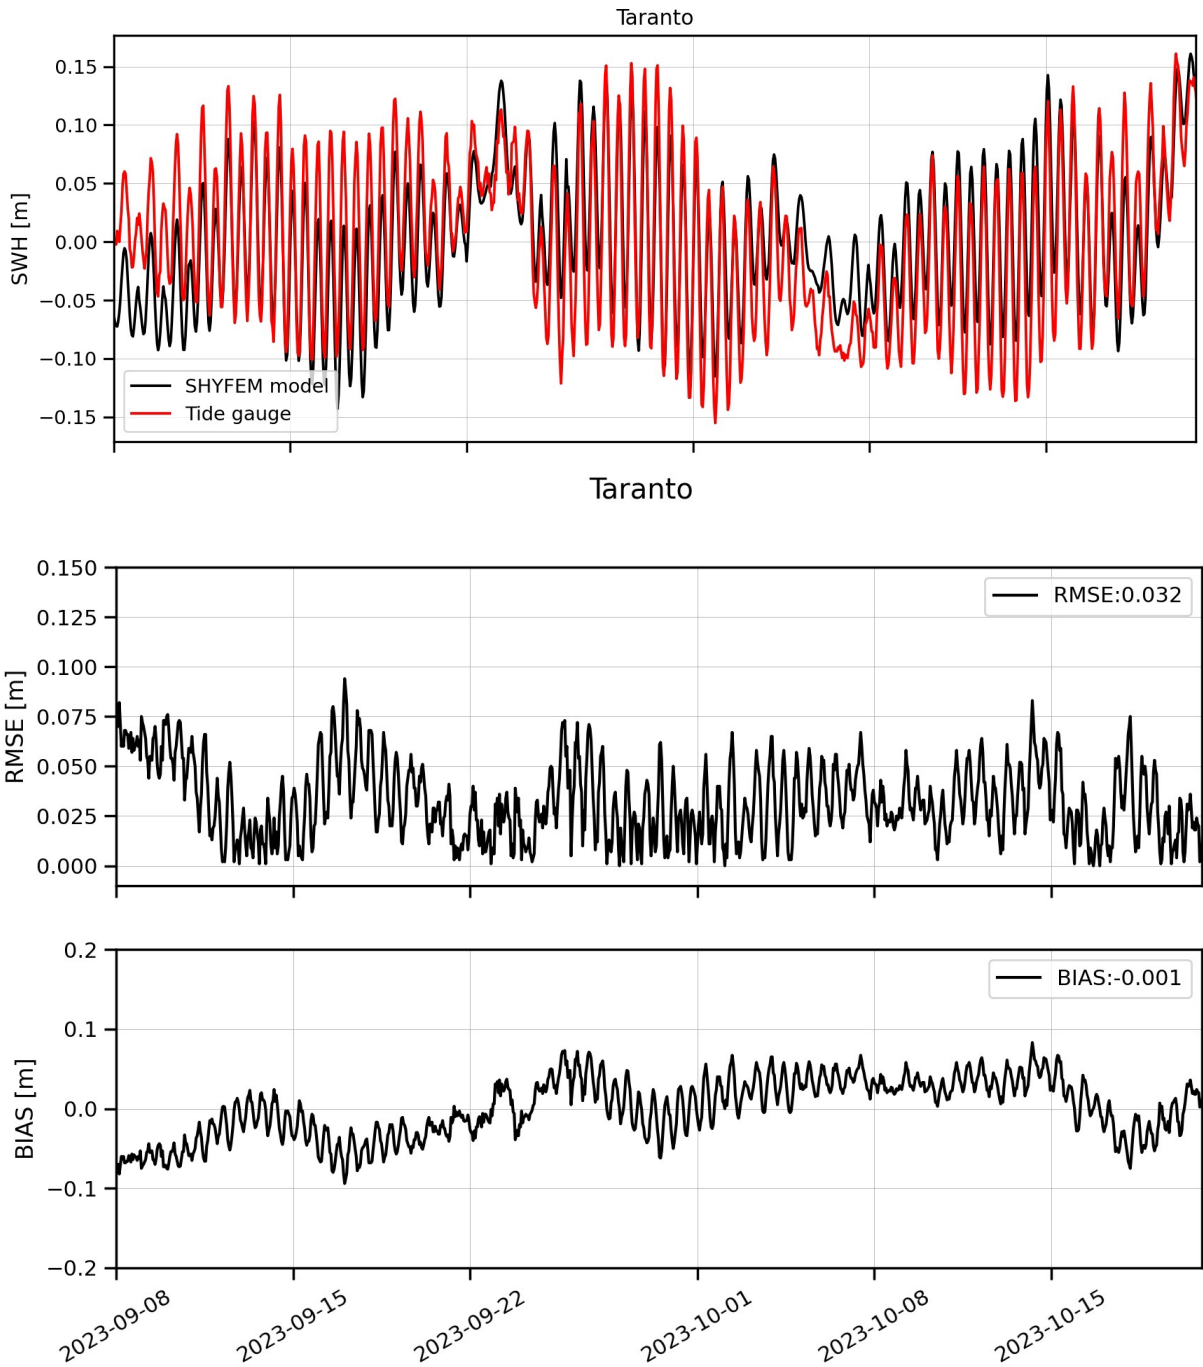 Taranto
0.15
0.10
0.05
0.00
−0.05
−0.10
−0.15
SWH [m]
SHYFEM model
Tide gauge
Taranto
0.150
0.125
0.100
0.075
0.050
0.025
0.000
RMSE [m]
RMSE:0.032
0.2
0.1
0.0
−0.1
−0.2
BIAS [m]
BIAS:-0.001
2023-09-08
2023-09-15
2023-09-22
2023-10-01
2023-10-08
2023-10-15